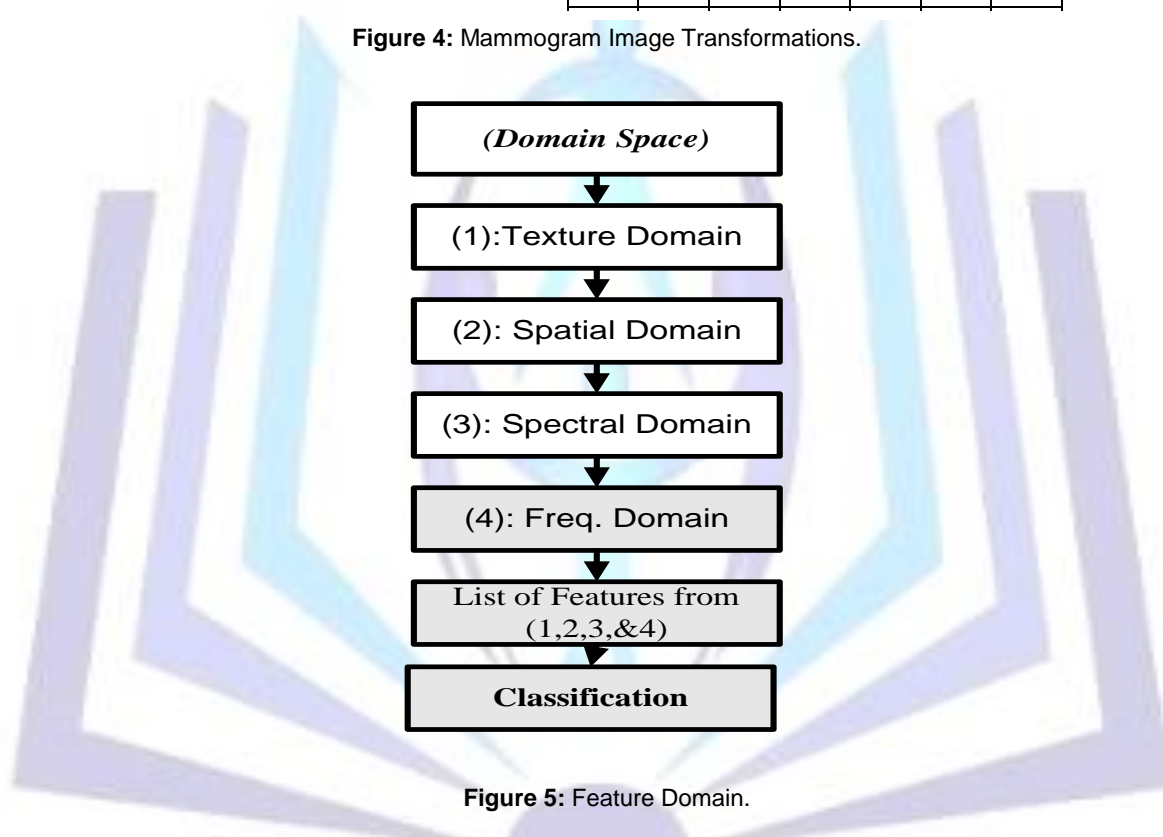 Figure 4: Mammogram Image Transformations.
(Domain Space)
(1):Texture Domain
(2): Spatial Domain
(3): Spectral Domain
(4): Freq. Domain
List of Features from
(1,2,3,&4)
Classification
Figure 5: Feature Domain.